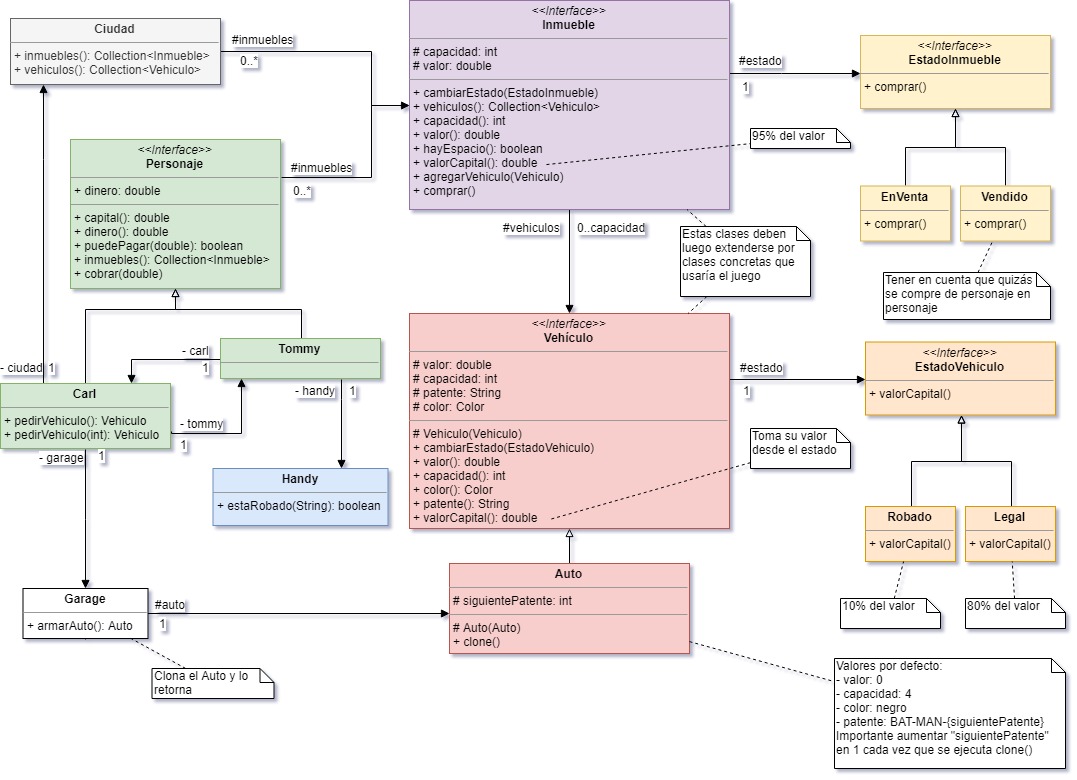 Ciudad
+ inmuebles(): Collection<Inmueble>
+ vehiculos(): Collection<Vehiculo>
#inmuebles
0..*
<<Interface>>
Personaje
+ dinero: double
+ capital(): double
+ dinero(): double
+ puedePagar(double): boolean
+ inmuebles(): Collection<Inmueble>
+ cobrar(double)
#inmuebles
0..*
<<Interface>>
Inmueble
# capacidad: int
# valor: double
+ cambiarEstado(EstadoInmueble)
+ vehiculos(): Collection<Vehiculo>
+ capacidad(): int
+ valor(): double
+ hayEspacio(): boolean
+ valorCapital(): double
+ agregarVehiculo(Vehiculo)
+ comprar()
#estado
1
95% del valor
<<Interface>>
EstadoInmueble
+ comprar()
EnVenta
+ comprar()
Vendido
+ comprar()
Tener en cuenta que quizás
se compre de personaje en
personaje
#vehiculos
0..capacidad
Estas clases deben
luego extenderse por
clases concretas que
usaría el juego
- ciudad
1
- carl
1
Tommy
Carl
+ pedirVehiculo(): Vehiculo
+ pedirVehiculo(int): Vehiculo
- tommy
1
- handy
1
- garage
1
Handy
+ estaRobado(String): boolean
<<Interface>>
Vehículo
# valor: double
# capacidad: int
# patente: String
# color: Color
# Vehiculo(Vehiculo)
+ cambiarEstado(EstadoVehiculo)
+ valor(): double
+ capacidad(): int
+ color(): Color
+ patente(): String
+ valorCapital(): double
#estado
1
Toma su valor
desde el estado
<<Interface>>
EstadoVehiculo
+ valorCapital()
Robado
+ valorCapital()
Legal
+ valorCapital()
10% del valor
80% del valor
Garage
+ armarAuto(): Auto
#auto
1
Clona el Auto y lo
retorna
Auto
# siguientePatente: int
# Auto(Auto)
+ clone()
Valores por defecto:
- valor: 0
- capacidad: 4
- color: negro
- patente: BAT-MAN-{siguientePatente}
Importante aumentar "siguientePatente"
en 1 cada vez que se ejecuta clone()